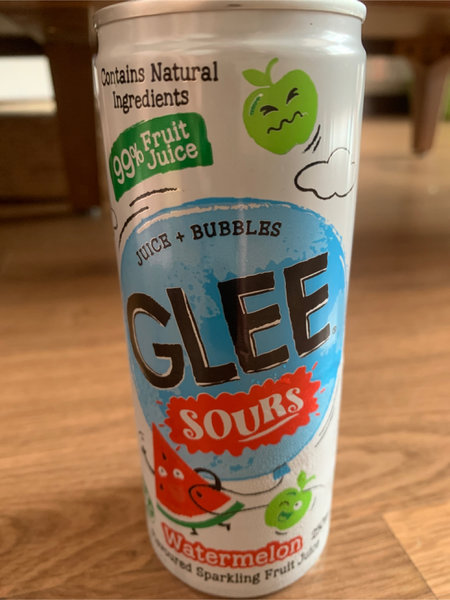 Contains Natural
Ingredients
99% Fruit
Juice
JUICE + BUBBLES
GLEE
SOURS
Watermelon
Sparkling Fruit Juice